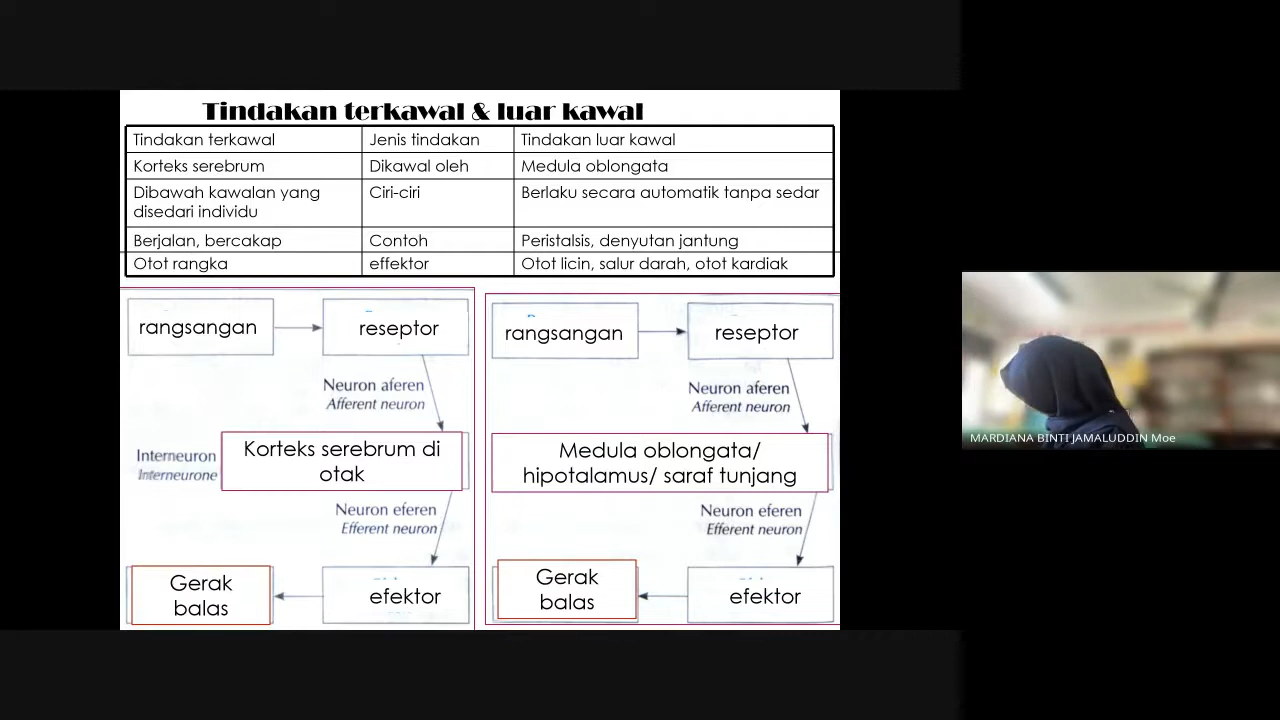 Tindakan terkawal & luar kawal
Tindakan terkawal Jenis tindakan Tindakan luar kawal
Korteks serebrum Dikawal oleh Medula oblongata
Dibawah kawalan yang Ciri-ciri Berlaku secara automatik tanpa sedar
disedari individu
Berjalan, bercakap Contoh Peristalsis, denyutan jantung
Otot rangka effektor Otot licin, salur darah, otot kardiak
rangsangan
reseptor
Neuron aferen
Afferent neuron
Interneuron
Interneurone
Korteks serebrum di
otak
Neuron eferen
Efferent neuron
Gerak
balas
efektor
rangsangan
reseptor
Neuron aferen
Afferent neuron
Medula oblongata/
hipotalamus/ saraf tunjang
Neuron eferen
Efferent neuron
Gerak
balas
efektor
MARDIANA BINTI JAMALUDDIN Moe